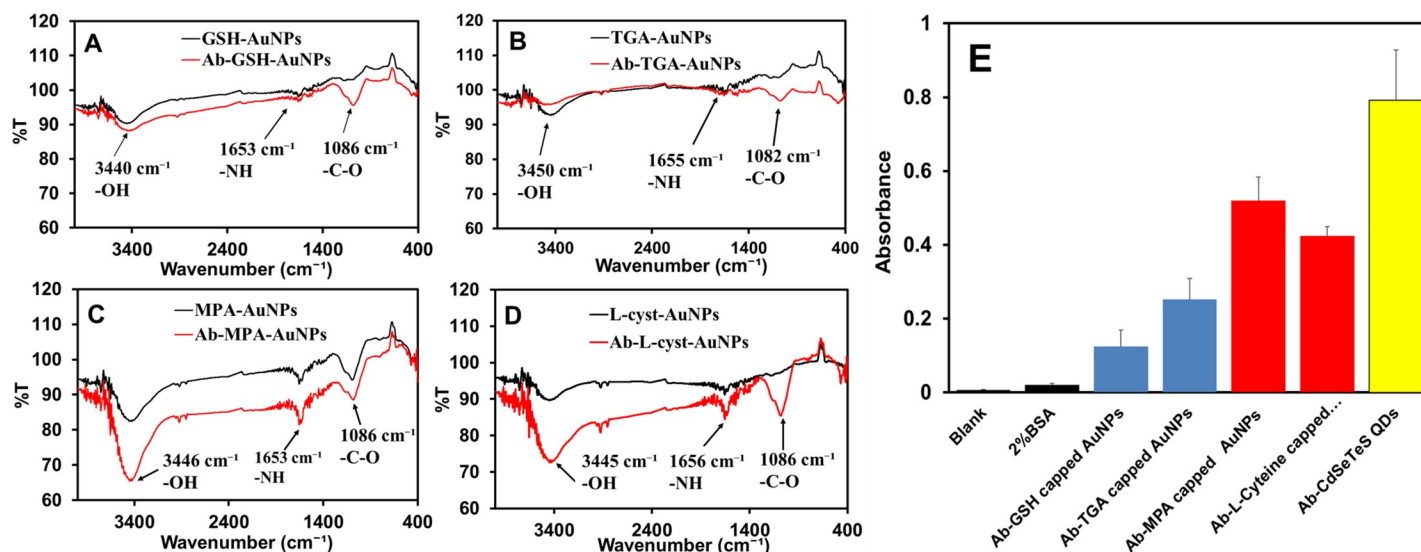 A
GSH-AuNPs
Ab-GSH-AuNPs
120
110
100
90
80
70
60
%T
3440 cm⁻¹
-OH
1653 cm⁻¹
-NH
1086 cm⁻¹
-C-O
3400
2400
1400
400
Wavenumber (cm⁻¹)
B
TGA-AuNPs
Ab-TGA-AuNPs
120
110
100
90
80
70
60
%T
3450 cm⁻¹
-OH
1655 cm⁻¹
-NH
1082 cm⁻¹
-C-O
3400
2400
1400
400
Wavenumber (cm⁻¹)
C
MPA-AuNPs
Ab-MPA-AuNPs
120
110
100
90
80
70
60
%T
3446 cm⁻¹
-OH
1653 cm⁻¹
-NH
1086 cm⁻¹
-C-O
3400
2400
1400
400
Wavenumber (cm⁻¹)
D
L-cyst-AuNPs
Ab-L-cyst-AuNPs
120
110
100
90
80
70
60
%T
3445 cm⁻¹
-OH
1656 cm⁻¹
-NH
1086 cm⁻¹
-C-O
3400
2400
1400
400
Wavenumber (cm⁻¹)
E
1
0.8
0.6
0.4
0.2
0
Absorbance
Blank
2%BSA
Ab-GSH capped AuNPs
Ab-TGA capped AuNPs
Ab-MPA capped AuNPs
Ab-L-Cyteine capped...
Ab-CdSeTeS QDs